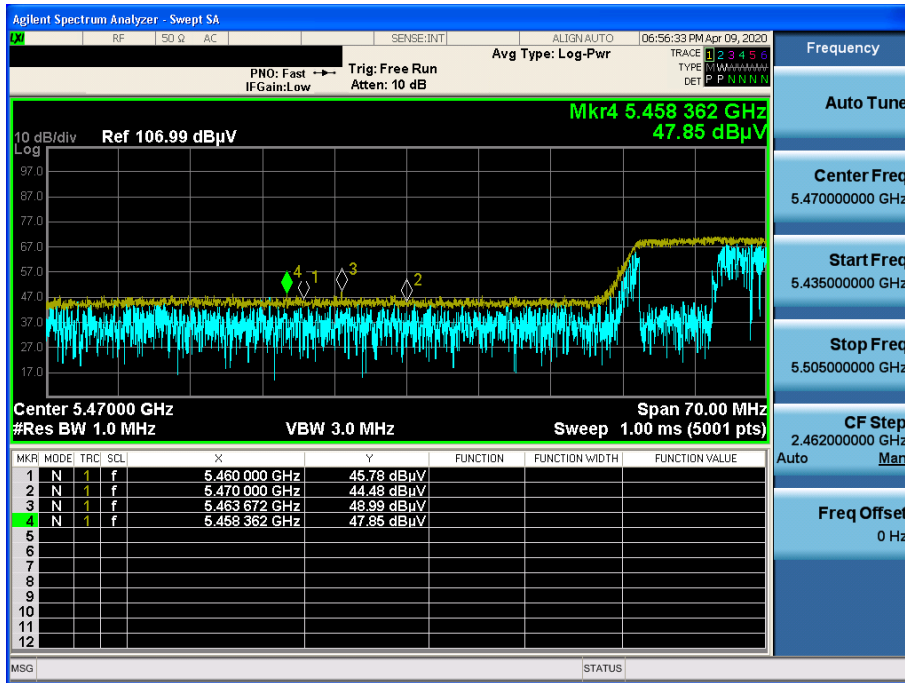 Agilent Spectrum Analyzer - Swept SA
LXI RF 50 Ω AC SENSE:INT ALIGN AUTO 06:56:33 PM Apr 09, 2020
PNO: Fast Trig: Free Run Avg Type: Log-Pwr TRACE 1 2 3 4 5 6
IFGain:Low Atten: 10 dB TYPE M W
DET P P N N N N
Mkr4 5.458 362 GHz
47.85 dBµV
10 dB/div Ref 106.99 dBµV
Log
97.0
87.0
77.0
67.0
57.0
47.0
37.0
27.0
17.0
4 1 3 2
Center 5.47000 GHz Span 70.00 MHz
#Res BW 1.0 MHz VBW 3.0 MHz Sweep 1.00 ms (5001 pts)
MKR MODE TRC SCL X Y FUNCTION FUNCTION WIDTH FUNCTION VALUE
1 N 1 f 5.460 000 GHz 45.78 dBµV
2 N 1 f 5.470 000 GHz 44.48 dBµV
3 N 1 f 5.463 672 GHz 48.99 dBµV
4 N 1 f 5.458 362 GHz 47.85 dBµV
5
6
7
8
9
10
11
12
MSG STATUS
Frequency
Auto Tune
Center Freq
5.470000000 GHz
Start Freq
5.435000000 GHz
Stop Freq
5.505000000 GHz
CF Step
2.462000000 GHz
Auto Man
Freq Offset
0 Hz